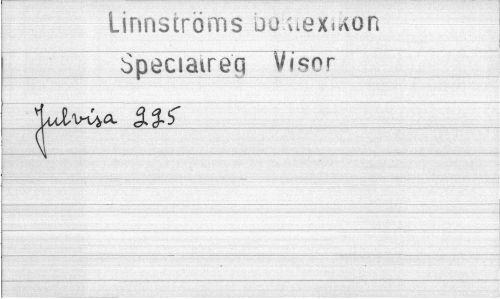 Linnströms boklexikon
Specialreg Visor
Julvisa 225